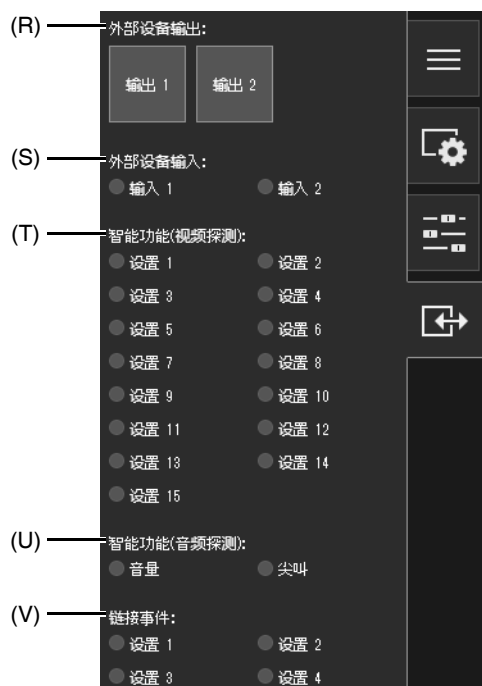 (R) 外部设备输出:
输出 1 输出 2
(S) 外部设备输入:
输入 1 输入 2
(T) 智能功能(视频探测):
设置 1 设置 2
设置 3 设置 4
设置 5 设置 6
设置 7 设置 8
设置 9 设置 10
设置 11 设置 12
设置 13 设置 14
设置 15
(U) 智能功能(音频探测):
音量 尖叫
(V) 链接事件:
设置 1 设置 2
设置 3 设置 4